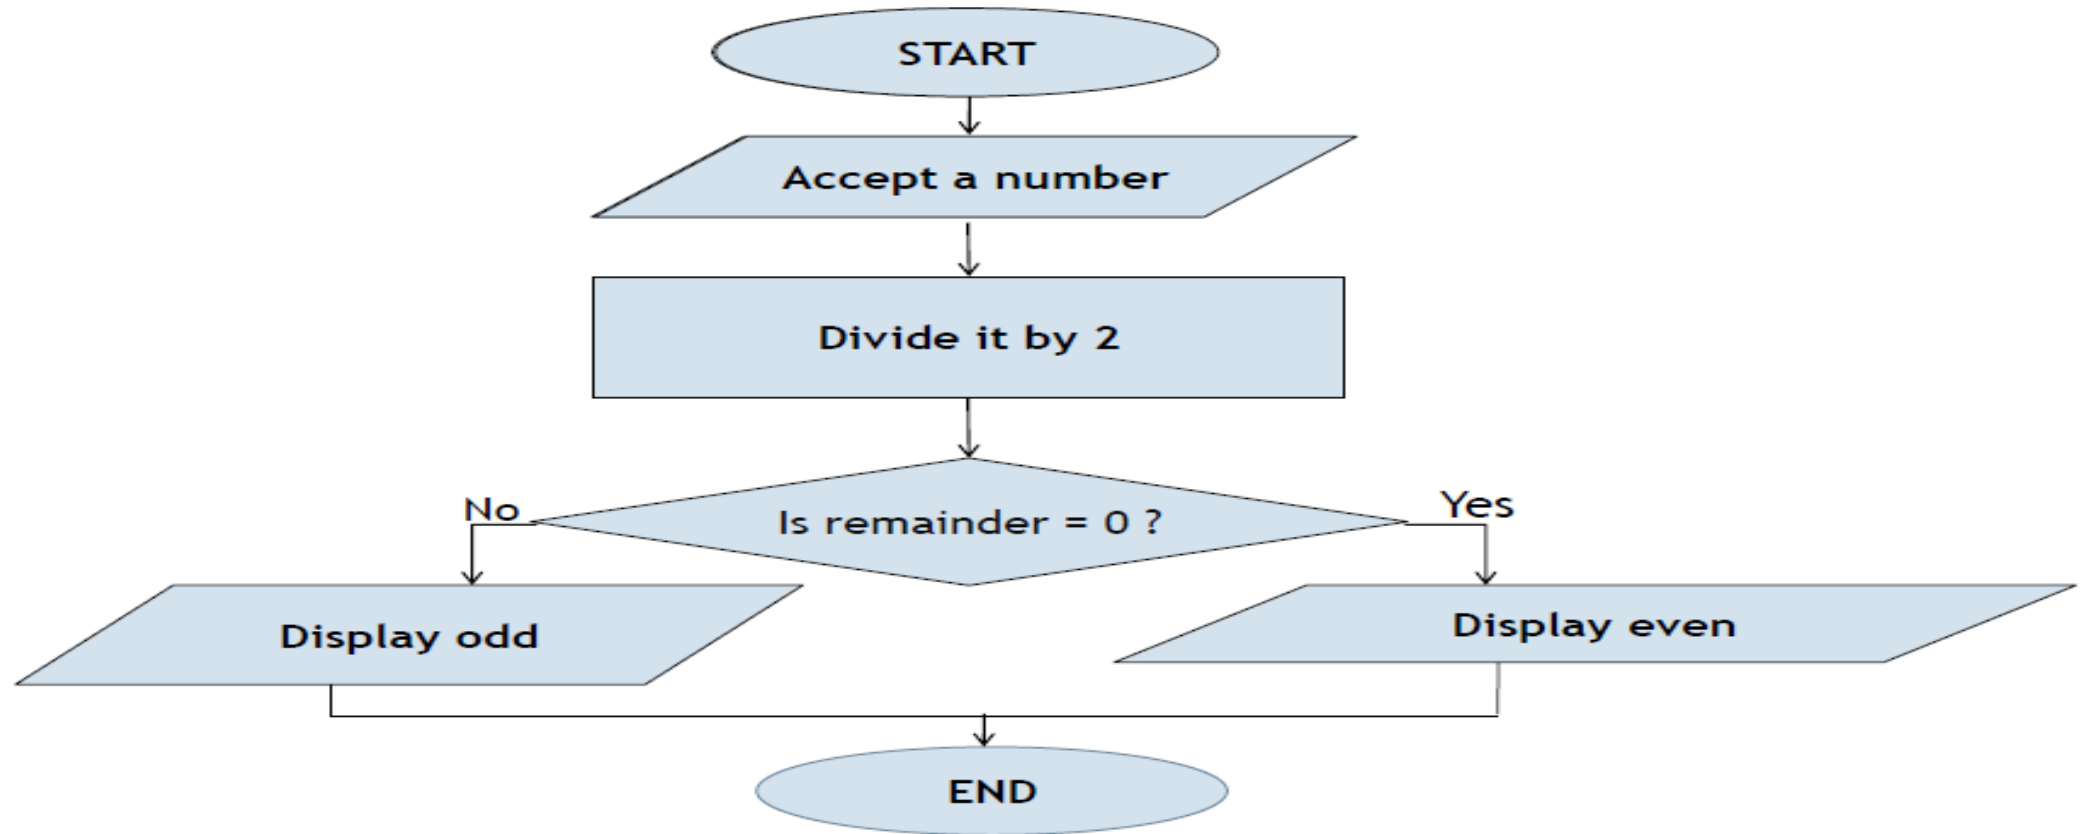 START
Accept a number
Divide it by 2
No
Is remainder = 0 ?
Yes
Display odd
Display even
END